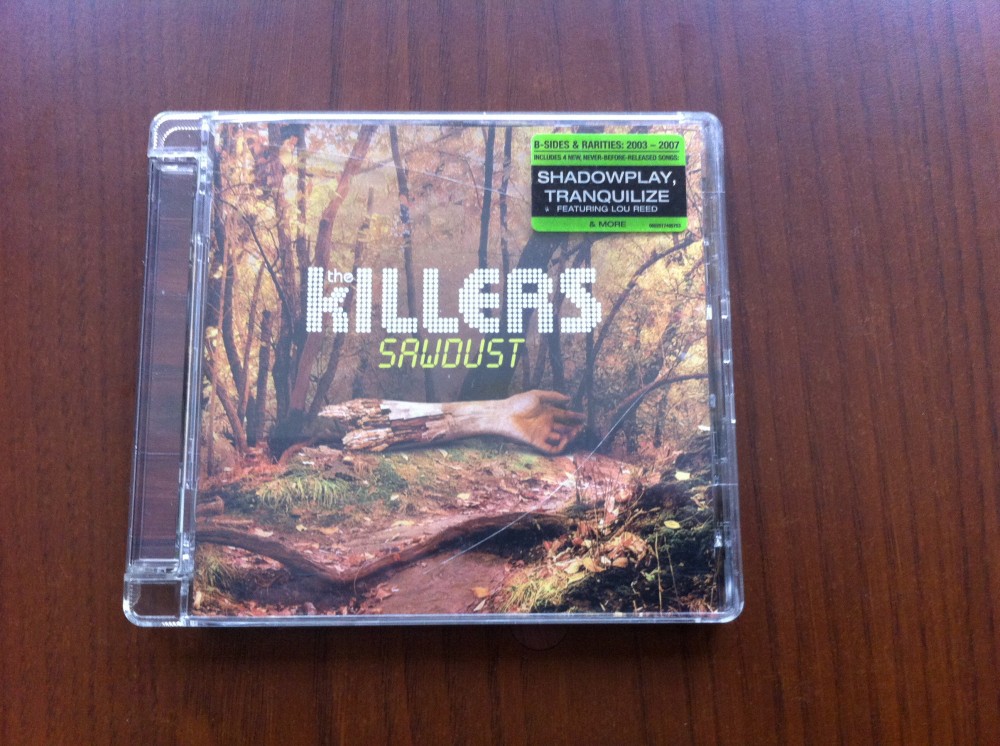 B-SIDES & RARITIES: 2003 – 2007
INCLUDES 4 NEW, NEVER-BEFORE-RELEASED SONGS:
SHADOWPLAY,
TRANQUILIZE
FEATURING LOU REED
& MORE
the KILLERS
SAWDUST